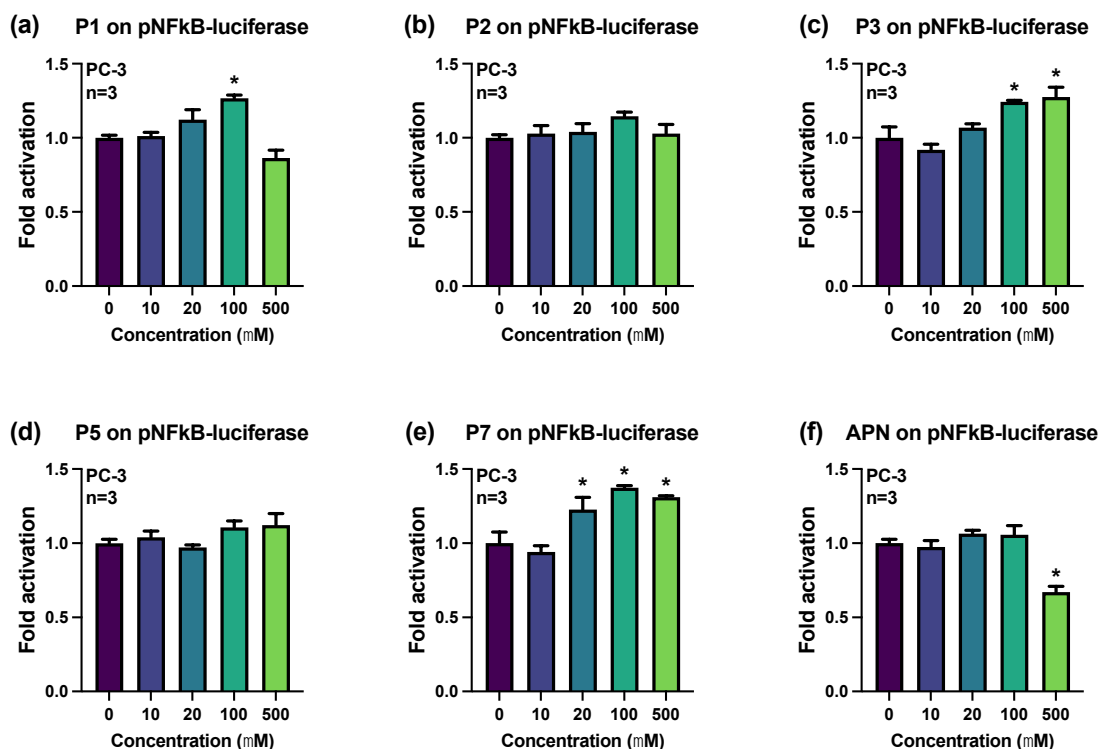 (a) P1 on pNFkB-luciferase
PC-3
n=3
1.5
1.0
0.5
0.0
Fold activation
0 10 20 100 500
Concentration (mM)
*
(b) P2 on pNFkB-luciferase
PC-3
n=3
1.5
1.0
0.5
0.0
Fold activation
0 10 20 100 500
Concentration (mM)
(c) P3 on pNFkB-luciferase
PC-3
n=3
1.5
1.0
0.5
0.0
Fold activation
0 10 20 100 500
Concentration (mM)
* *
(d) P5 on pNFkB-luciferase
PC-3
n=3
1.5
1.0
0.5
0.0
Fold activation
0 10 20 100 500
Concentration (mM)
(e) P7 on pNFkB-luciferase
PC-3
n=3
1.5
1.0
0.5
0.0
Fold activation
0 10 20 100 500
Concentration (mM)
* * *
(f) APN on pNFkB-luciferase
PC-3
n=3
1.5
1.0
0.5
0.0
Fold activation
0 10 20 100 500
Concentration (mM)
*